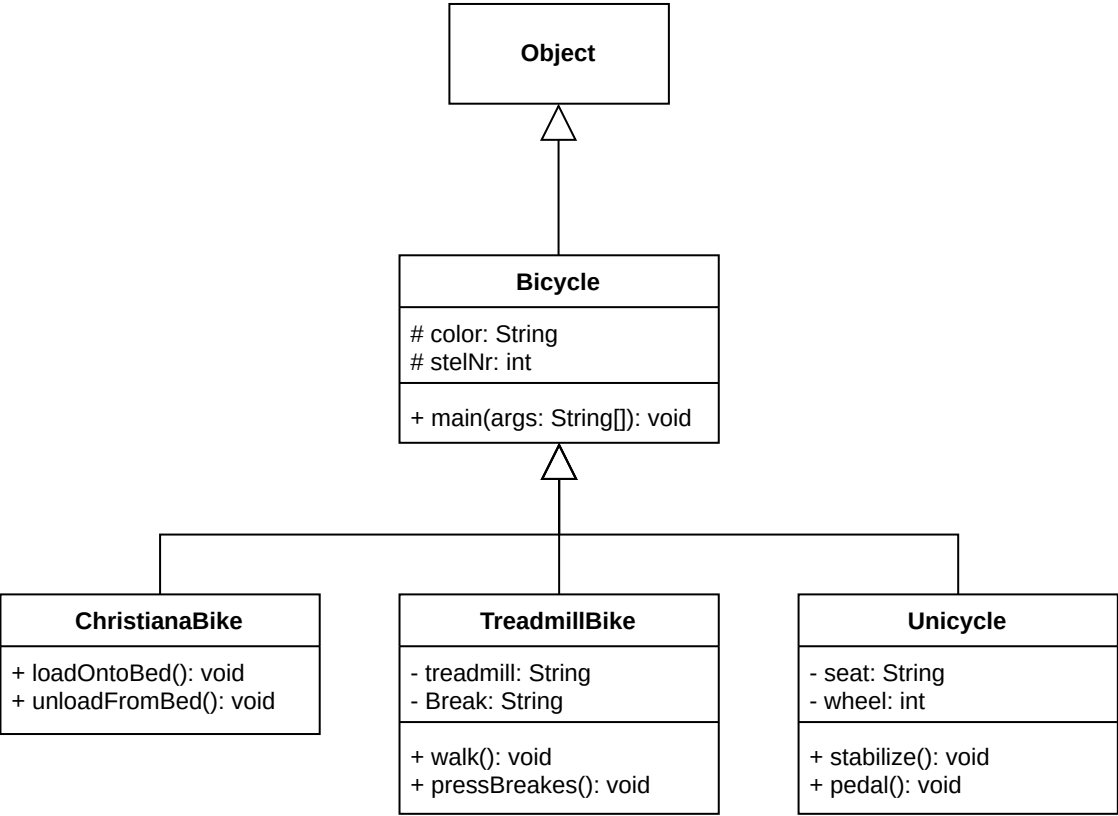 Object
Bicycle
# color: String
# stelNr: int
+ main(args: String[]): void
ChristianaBike
+ loadOntoBed(): void
+ unloadFromBed(): void
TreadmillBike
- treadmill: String
- Break: String
+ walk(): void
+ pressBreakes(): void
Unicycle
- seat: String
- wheel: int
+ stabilize(): void
+ pedal(): void